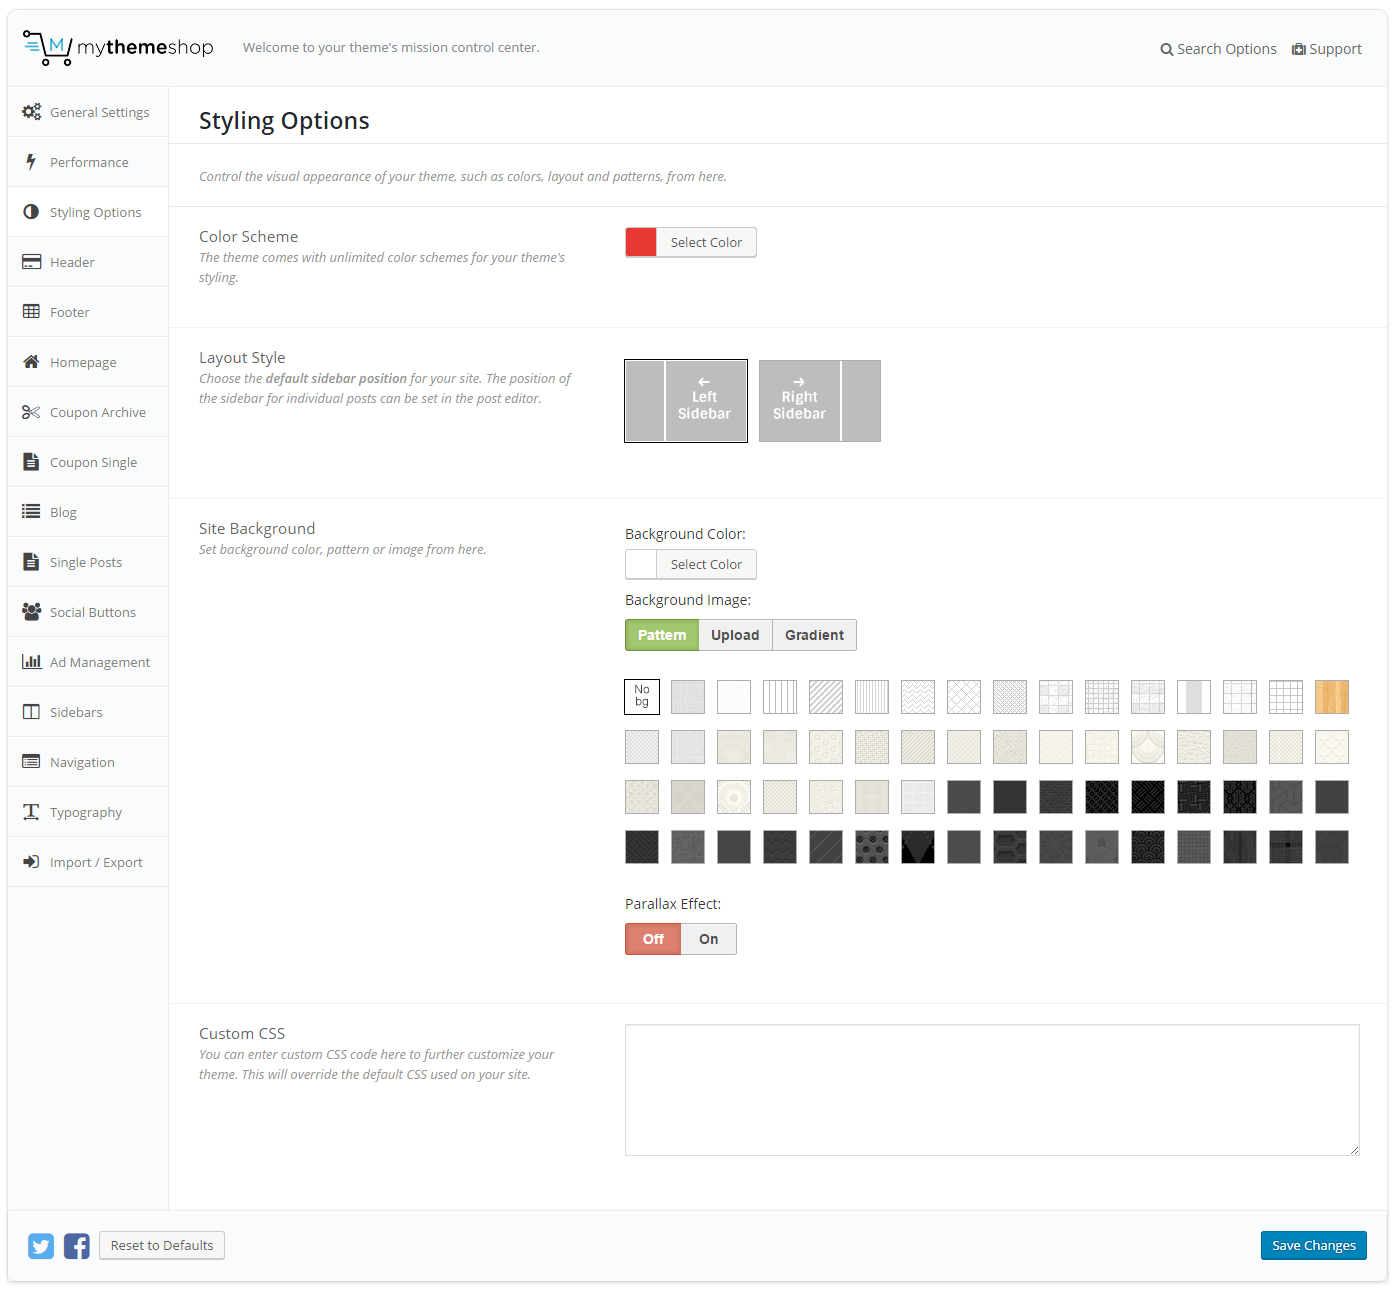 M mythemeshop
Welcome to your theme's mission control center.
Search Options
Support
General Settings
Performance
Styling Options
Header
Footer
Homepage
Coupon Archive
Coupon Single
Blog
Single Posts
Social Buttons
Ad Management
Sidebars
Navigation
Typography
Import / Export
Styling Options
Control the visual appearance of your theme, such as colors, layout and patterns, from here.
Color Scheme
The theme comes with unlimited color schemes for your theme's
styling.
Select Color
Layout Style
Choose the default sidebar position for your site. The position of
the sidebar for individual posts can be set in the post editor.
←
Left
Sidebar
→
Right
Sidebar
Site Background
Set background color, pattern or image from here.
Background Color:
Select Color
Background Image:
Pattern Upload Gradient
No
bg
Parallax Effect:
Off On
Custom CSS
You can enter custom CSS code here to further customize your
theme. This will override the default CSS used on your site.
Reset to Defaults
Save Changes